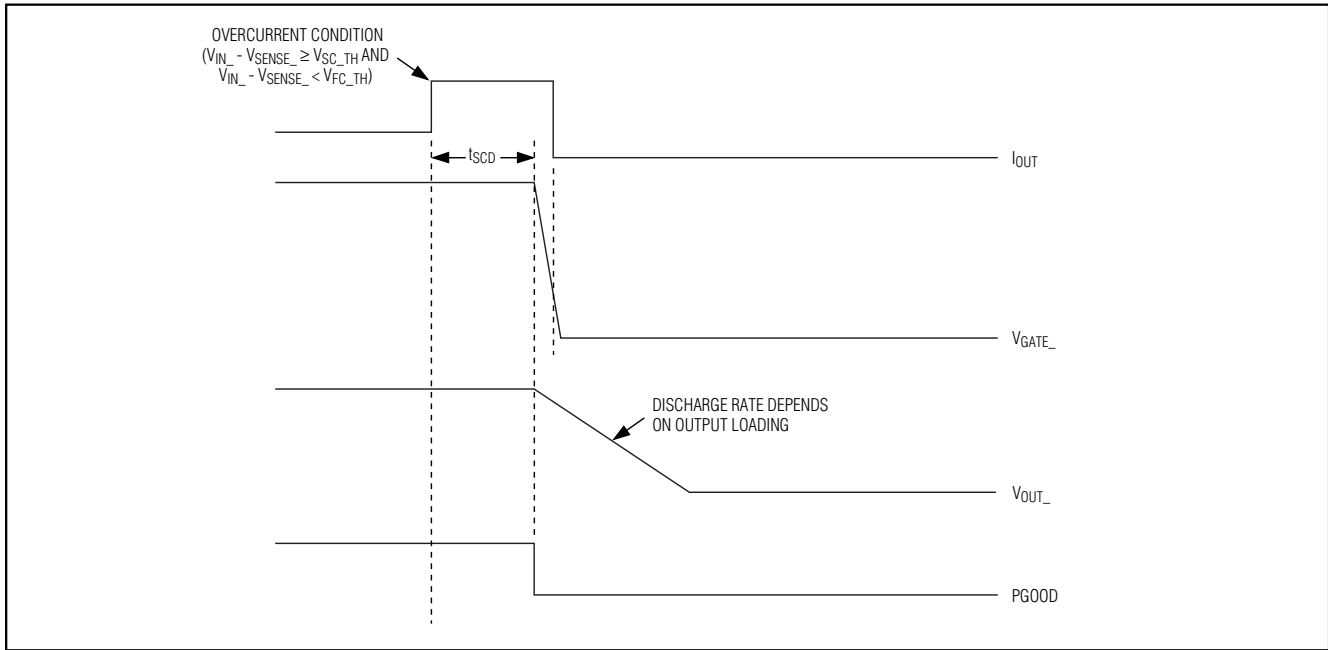 OVERCURRENT CONDITION
(VIN_ - VSENSE_ ≥ VSC_TH AND
VIN_ - VSENSE_ < VFC_TH)
tSCD
IOUT
VGATE_
DISCHARGE RATE DEPENDS
ON OUTPUT LOADING
VOUT_
PGOOD